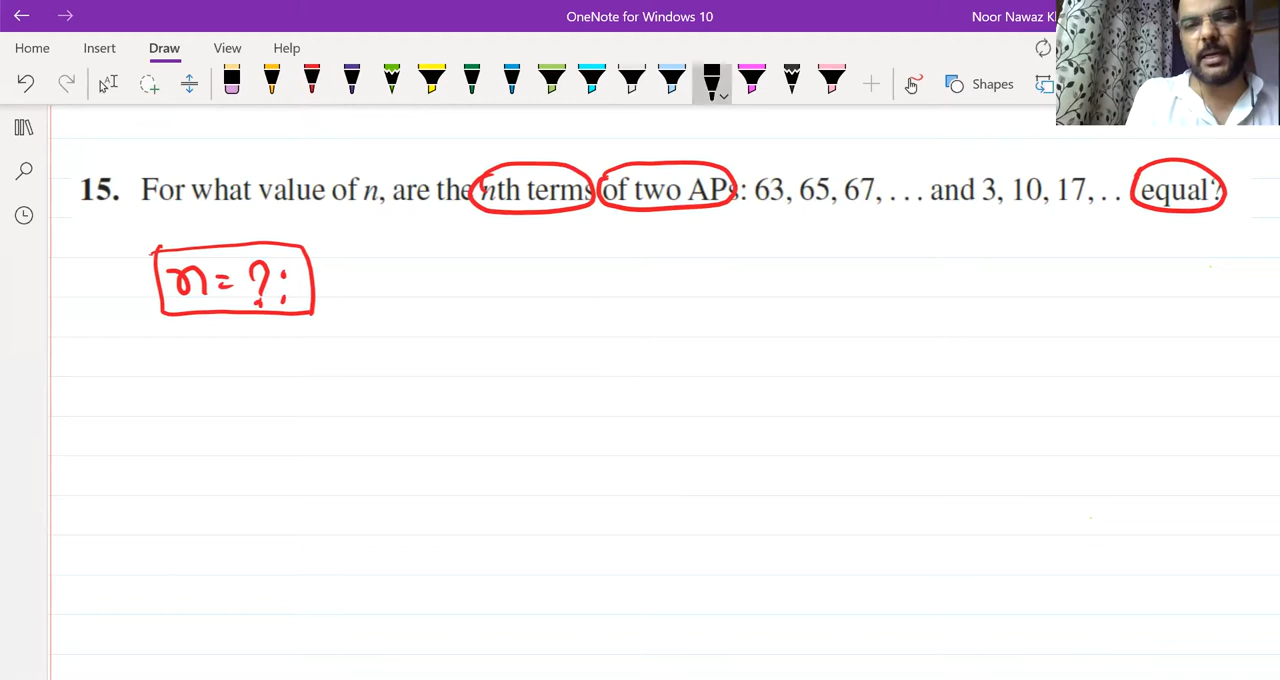 OneNote for Windows 10
Noor Nawaz Kh
Home Insert Draw View Help
Shapes
15. For what value of n, are the nth terms of two APs: 63, 65, 67, . . . and 3, 10, 17, . . . equal?
n = ? :